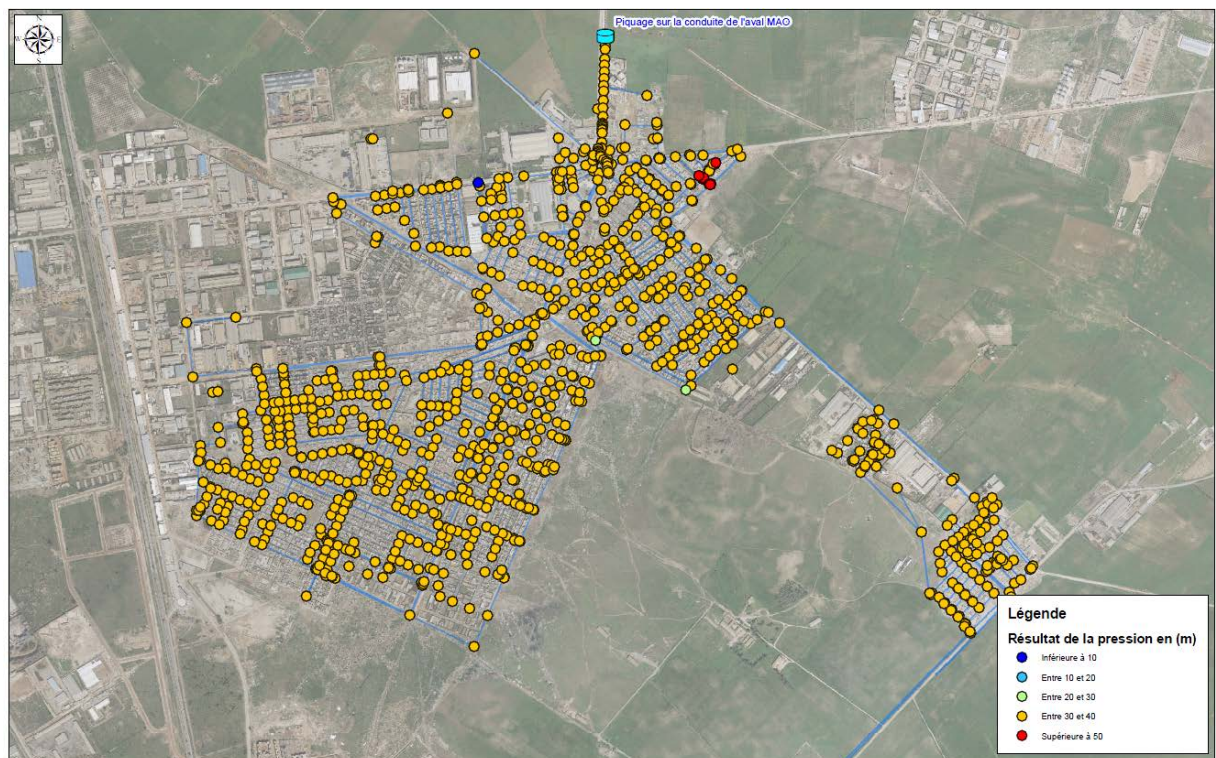 Piquage sur la conduite de l'aval MAO
N
W
E
S
Légende
Résultat de la pression en (m)
Inférieure à 10
Entre 10 et 20
Entre 20 et 30
Entre 30 et 40
Supérieure à 50